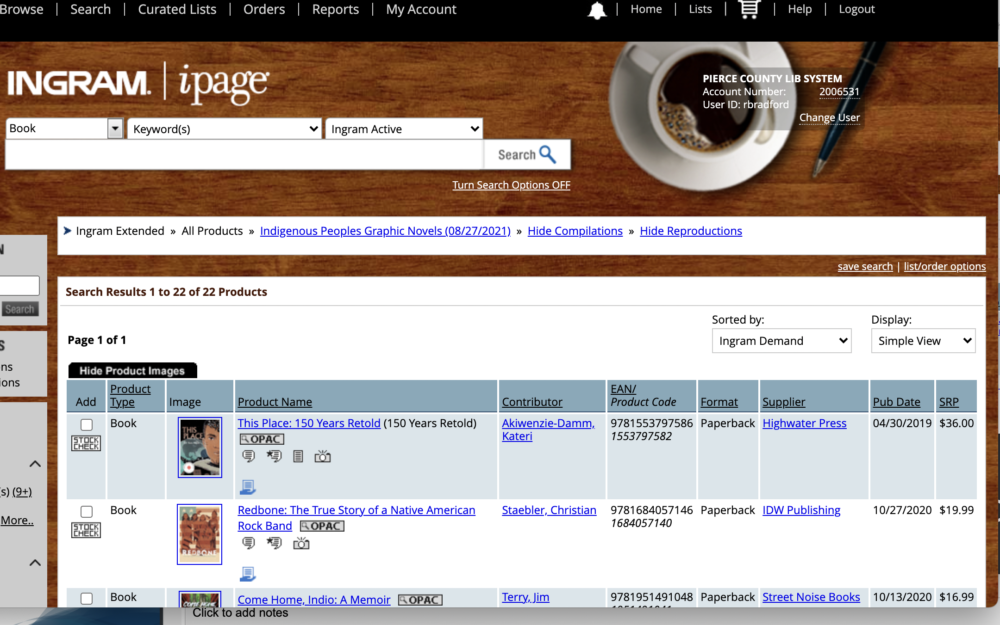 Browse | Search | Curated Lists | Orders | Reports | My Account | Home | Lists | | Help | Logout
INGRAM. | ipage
PIERCE COUNTY LIB SYSTEM
Account Number: 2006531
User ID: rbradford
Change User
Book Keyword(s) Ingram Active
Search
Turn Search Options OFF
Ingram Extended » All Products » Indigenous Peoples Graphic Novels (08/27/2021) » Hide Compilations » Hide Reproductions
save search | list/order options
Search
(9+)
More..
Search Results 1 to 22 of 22 Products
Sorted by: Display:
Page 1 of 1 Ingram Demand Simple View
Hide Product Images
Add Product Type Image Product Name Contributor EAN/ Product Code Format Supplier Pub Date SRP
Book This Place: 150 Years Retold (150 Years Retold) Akiwenzie-Damm, 9781553797586 Paperback Highwater Press 04/30/2019 $36.00
THIS PLACE
OPAC Kateri 1553797582
STOCK CHECK
Book Redbone: The True Story of a Native American Staebler, Christian 9781684057146 Paperback IDW Publishing 10/27/2020 $19.99
Rock Band OPAC 1684057140
STOCK CHECK
REDBONE
Book Come Home, Indio: A Memoir OPAC Terry, Jim 9781951491048 Paperback Street Noise Books 10/13/2020 $16.99
COME HOME
Click to add notes